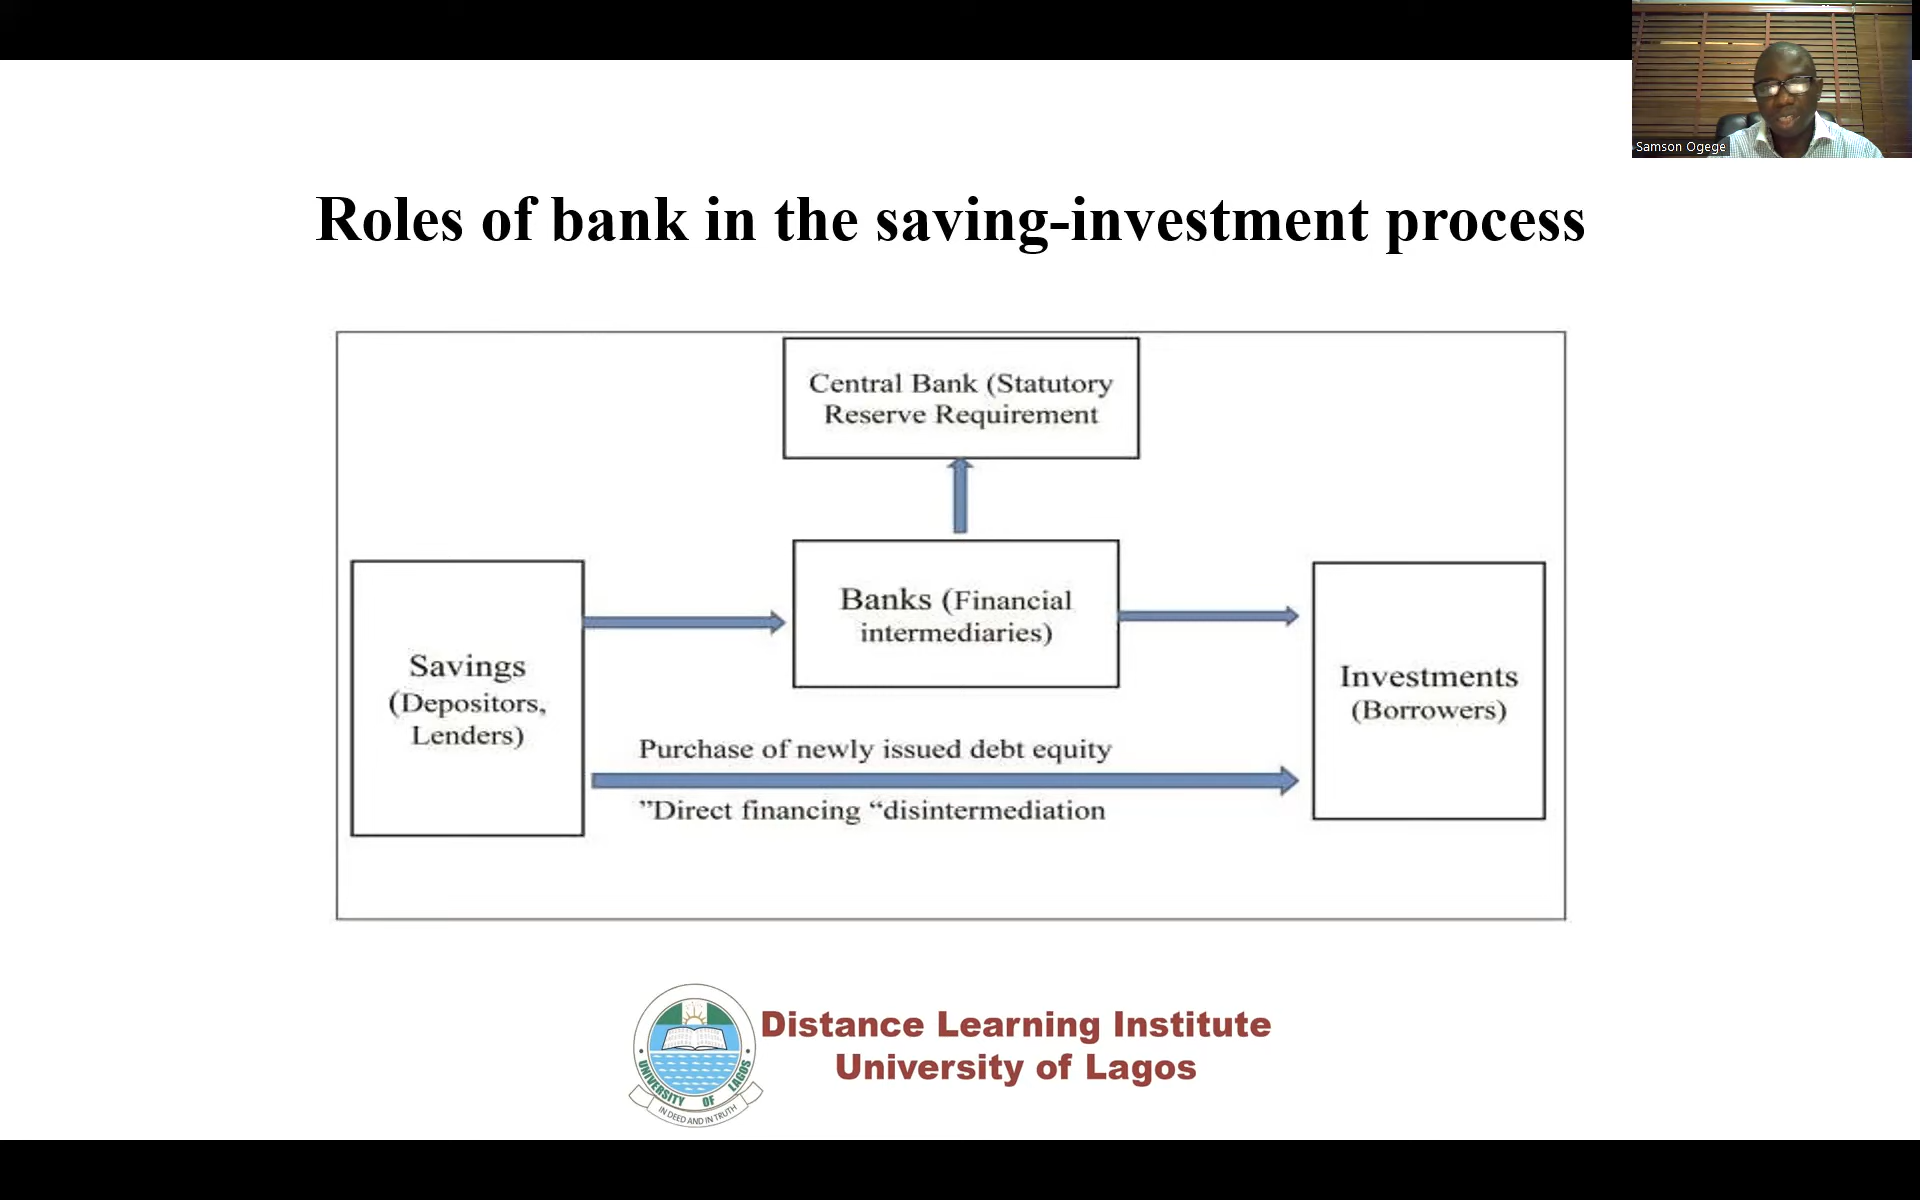 Samson Ogege
Roles of bank in the saving-investment process
Central Bank (Statutory
Reserve Requirement
Banks (Financial
intermediaries)
Savings
(Depositors,
Lenders)
Investments
(Borrowers)
Purchase of newly issued debt equity
”Direct financing “disintermediation
Distance Learning Institute
University of Lagos
UNIVERSITY OF LAGOS
IN DEED AND IN TRUTH